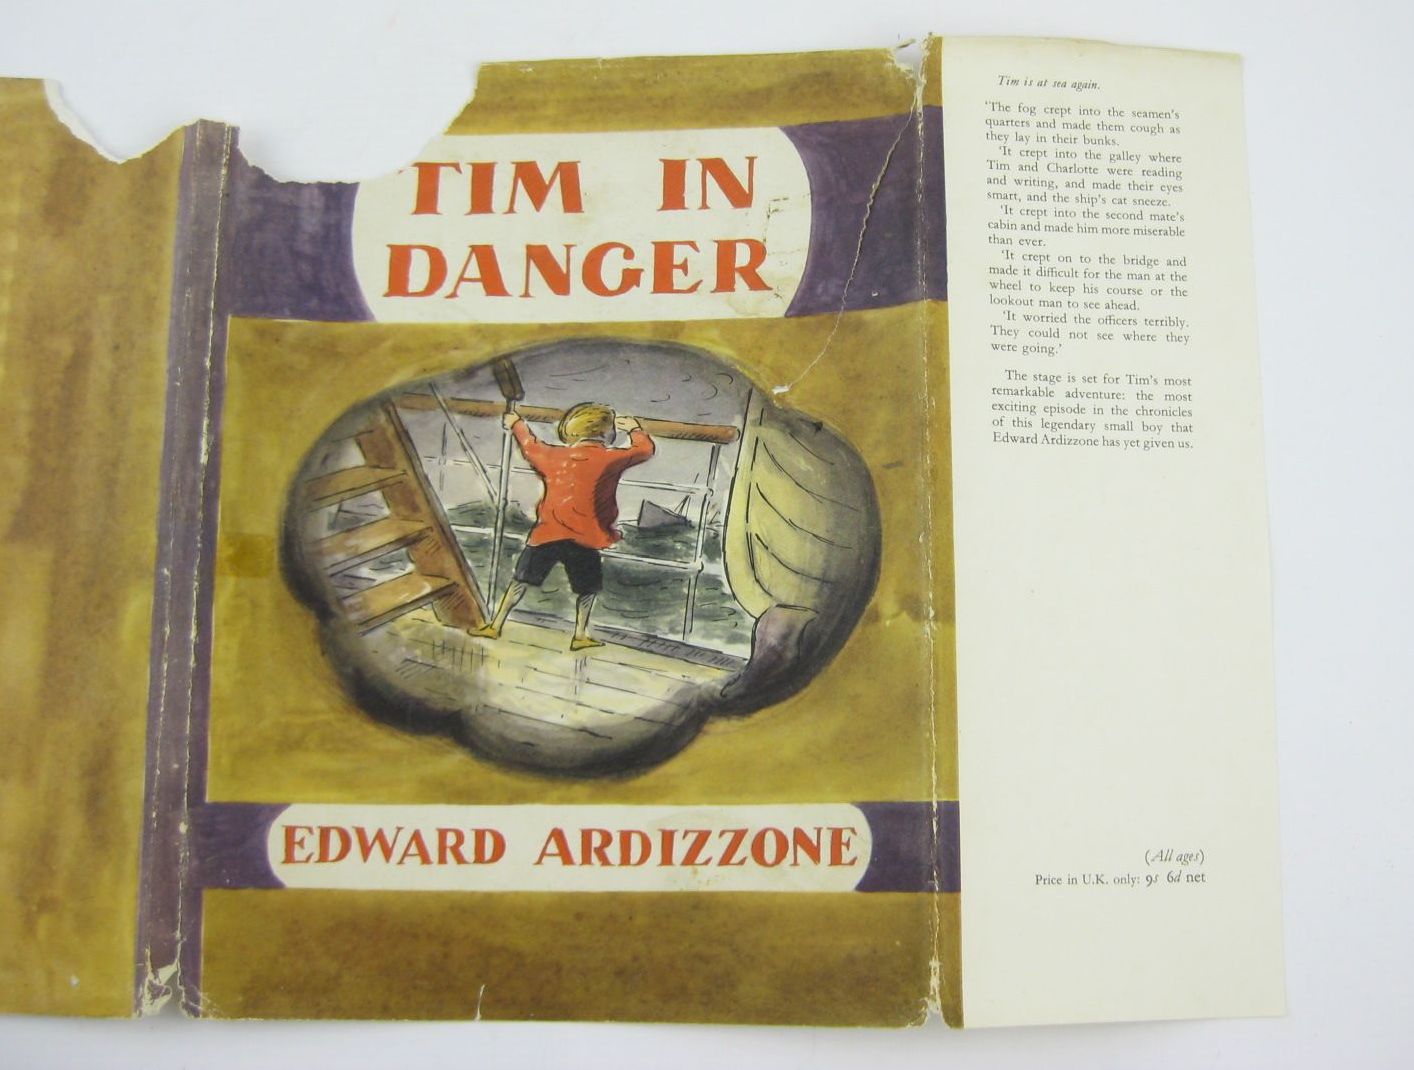 TIM IN
DANGER
EDWARD ARDIZZONE
Tim is at sea again.
'The fog crept into the seamen's
quarters and made them cough as
they lay in their bunks.
'It crept into the galley where
Tim and Charlotte were reading
and writing, and made their eyes
smart, and the ship's cat sneeze.
'It crept into the second mate's
cabin and made him more miserable
than ever.
'It crept on to the bridge and
made it difficult for the man at the
wheel to keep his course or the
lookout man to see ahead.
'It worried the officers terribly.
They could not see where they
were going.'
The stage is set for Tim's most
remarkable adventure: the most
exciting episode in the chronicles
of this legendary small boy that
Edward Ardizzone has yet given us.
(All ages)
Price in U.K. only: 9s 6d net